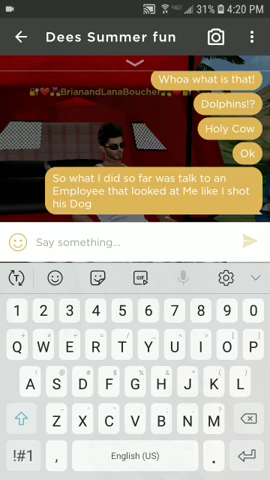 31% 4:20 PM
Dees Summer fun
Whoa what is that!
BrianandLanaBoucher
Dolphins!?
Holy Cow
Ok
So what I did so far was talk to an
Employee that looked at Me like I shot
his Dog
Say something...
GIF
1 2 3 4 5 6 7 8 9 0
Q W E R T Y U I O P
A S D F G H J K L
Z X C V B N M
!#1 , English (US) .